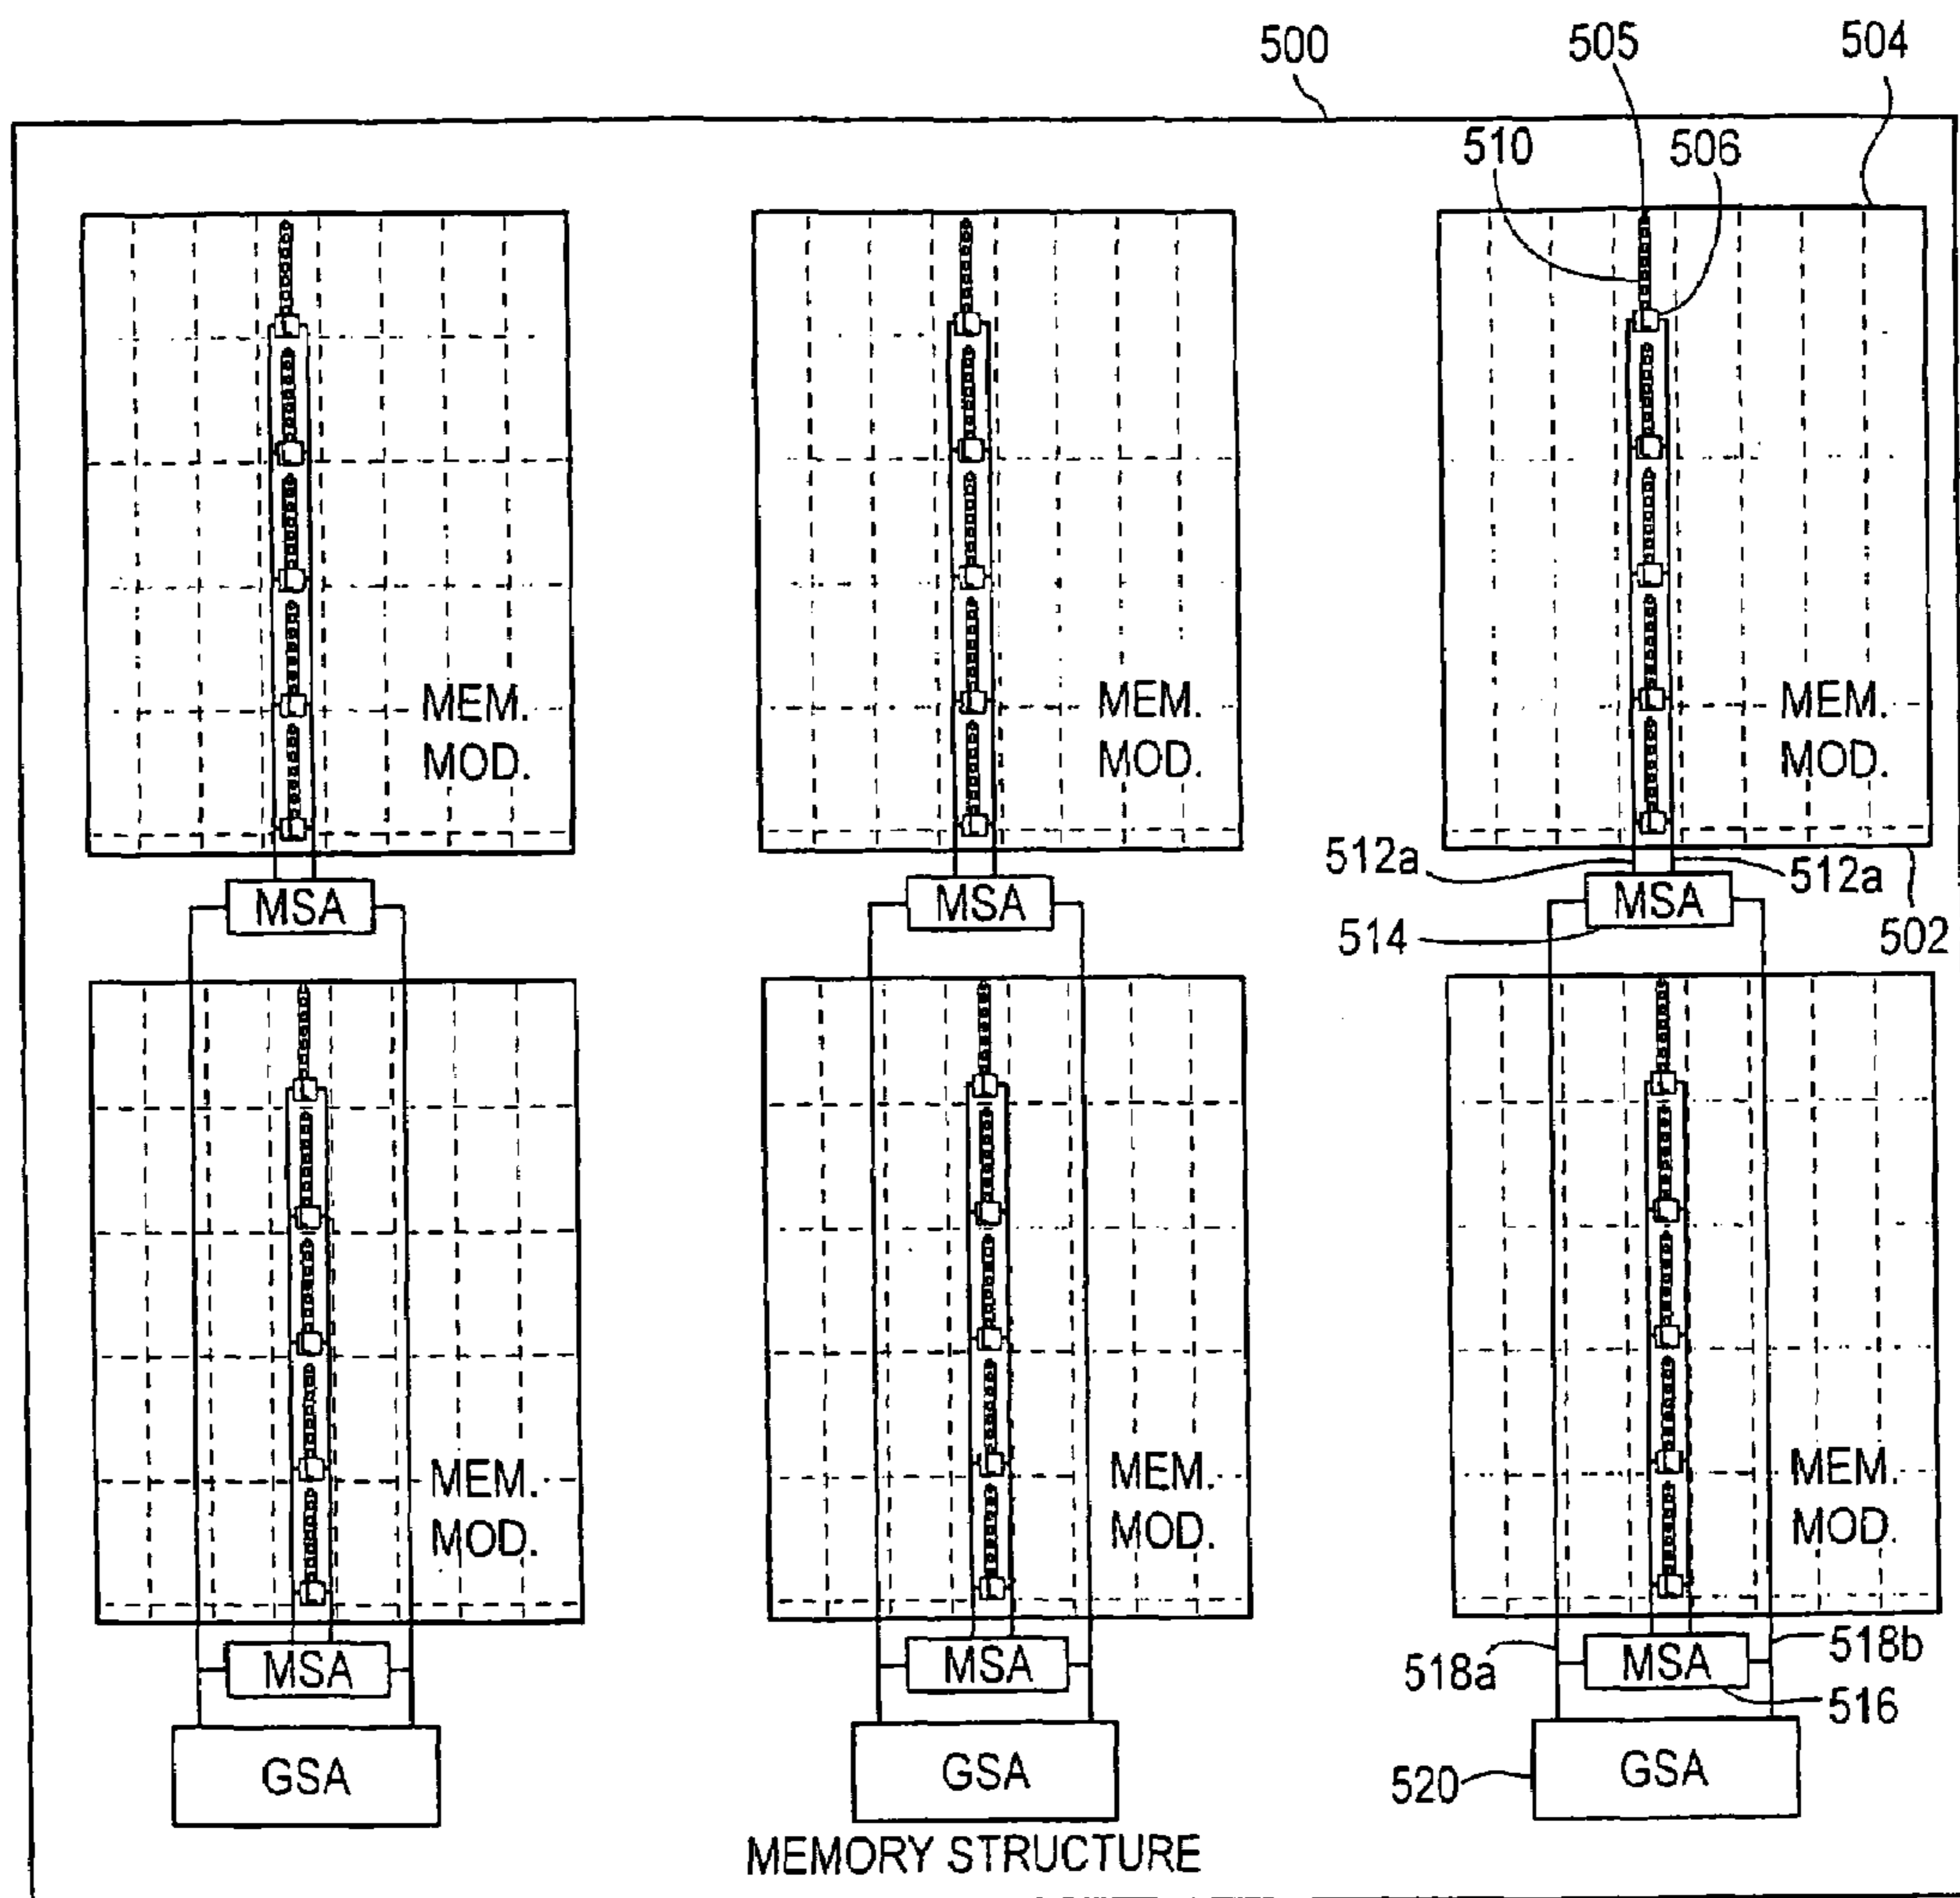 500
505
504
510
506
MEM.
MOD.
MEM.
MOD.
MEM.
MOD.
512a
512a
MSA
MSA
MSA
514
502
MEM.
MOD.
MEM.
MOD.
MEM.
MOD.
518a
518b
MSA
MSA
MSA
516
GSA
GSA
GSA
520
MEMORY STRUCTURE